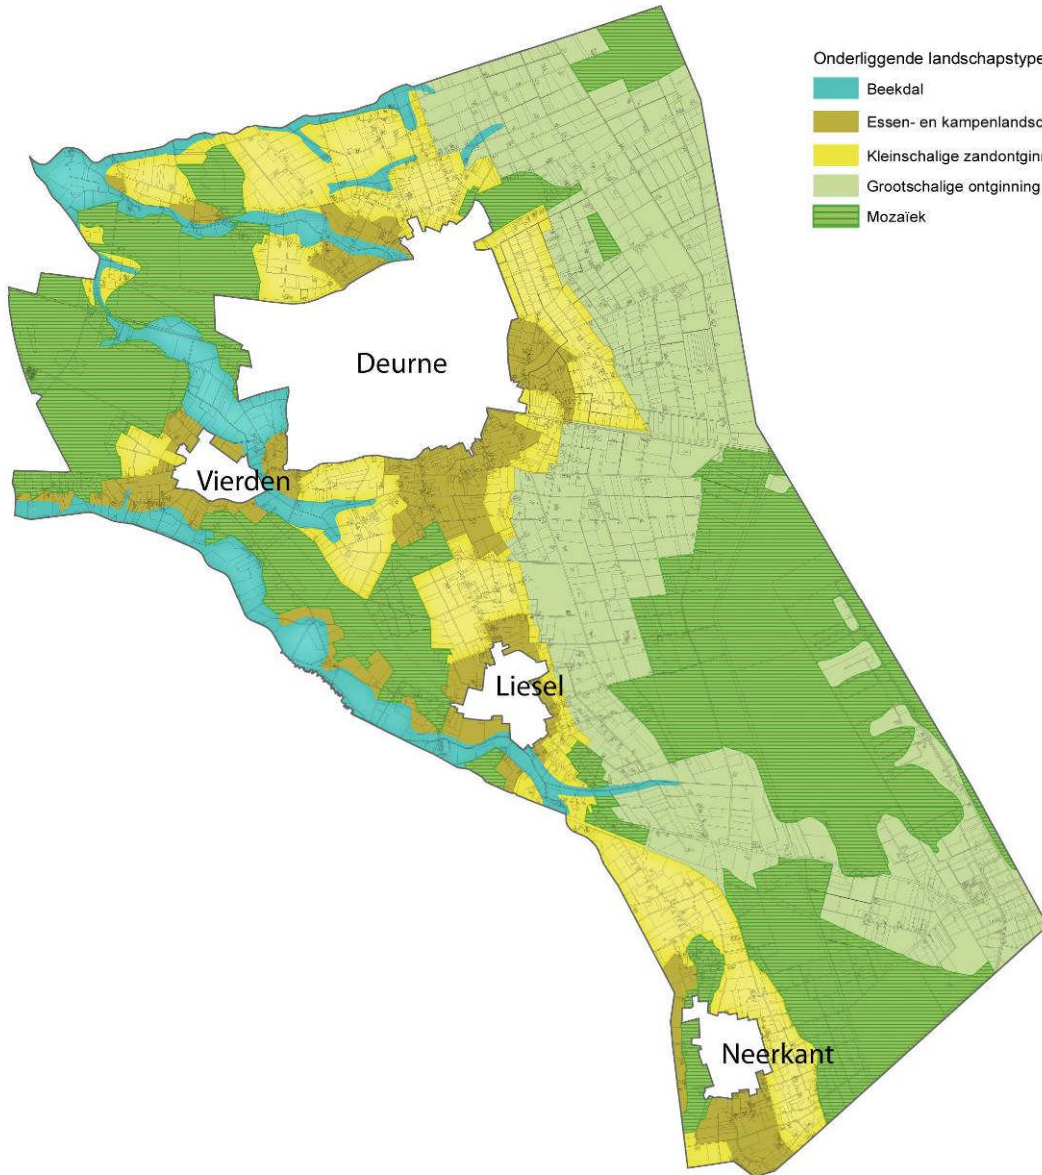 Onderliggende landschapstype
Beekdal
Essen- en kampenlandsc
Kleinschalige zandontginn
Grootschalige ontginning
Mozaïek
Deurne
Vierden
Liesel
Neerkant